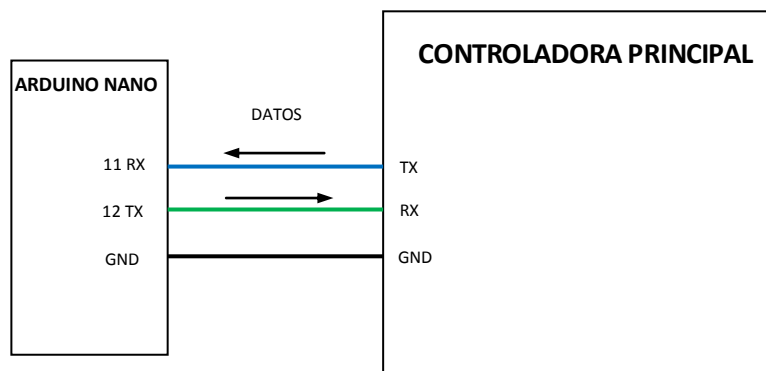 CONTROLADORA PRINCIPAL
ARDUINO NANO
DATOS
11 RX
TX
12 TX
RX
GND
GND